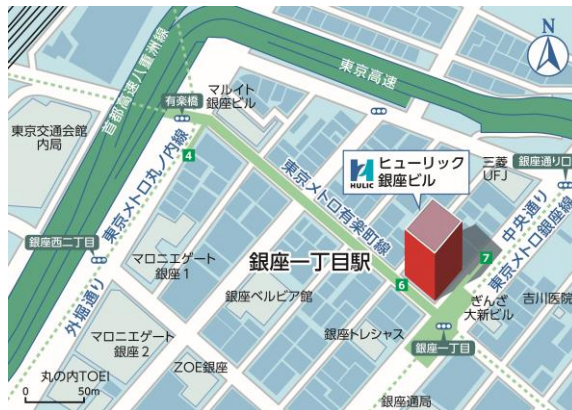 N
首都高速八重洲線
東京高速
マルイト
銀座ビル
有楽橋
東京交通会館
内局
4
東京メトロ丸ノ内線
東京メトロ有楽町線
HULIC
ヒューリック
銀座ビル
三菱
UFJ
銀座通り口
中央通り
東京メトロ銀座線
銀座西二丁目
外堀通り
マロニエゲート
銀座1
銀座一丁目駅
6
7
銀座ベルビア館
ぎんざ
大新ビル
吉川医院
マロニエゲート
銀座2
銀座トレシャス
銀座一丁目
ZOE銀座
丸の内TOEI
0 50m
銀座通局